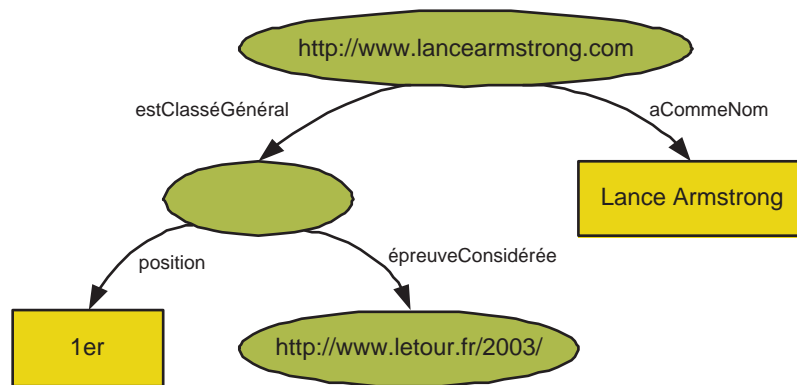 http://www.lancearmstrong.com
estClasséGénéral
aCommeNom
Lance Armstrong
position
épreuveConsidérée
1er
http://www.letour.fr/2003/